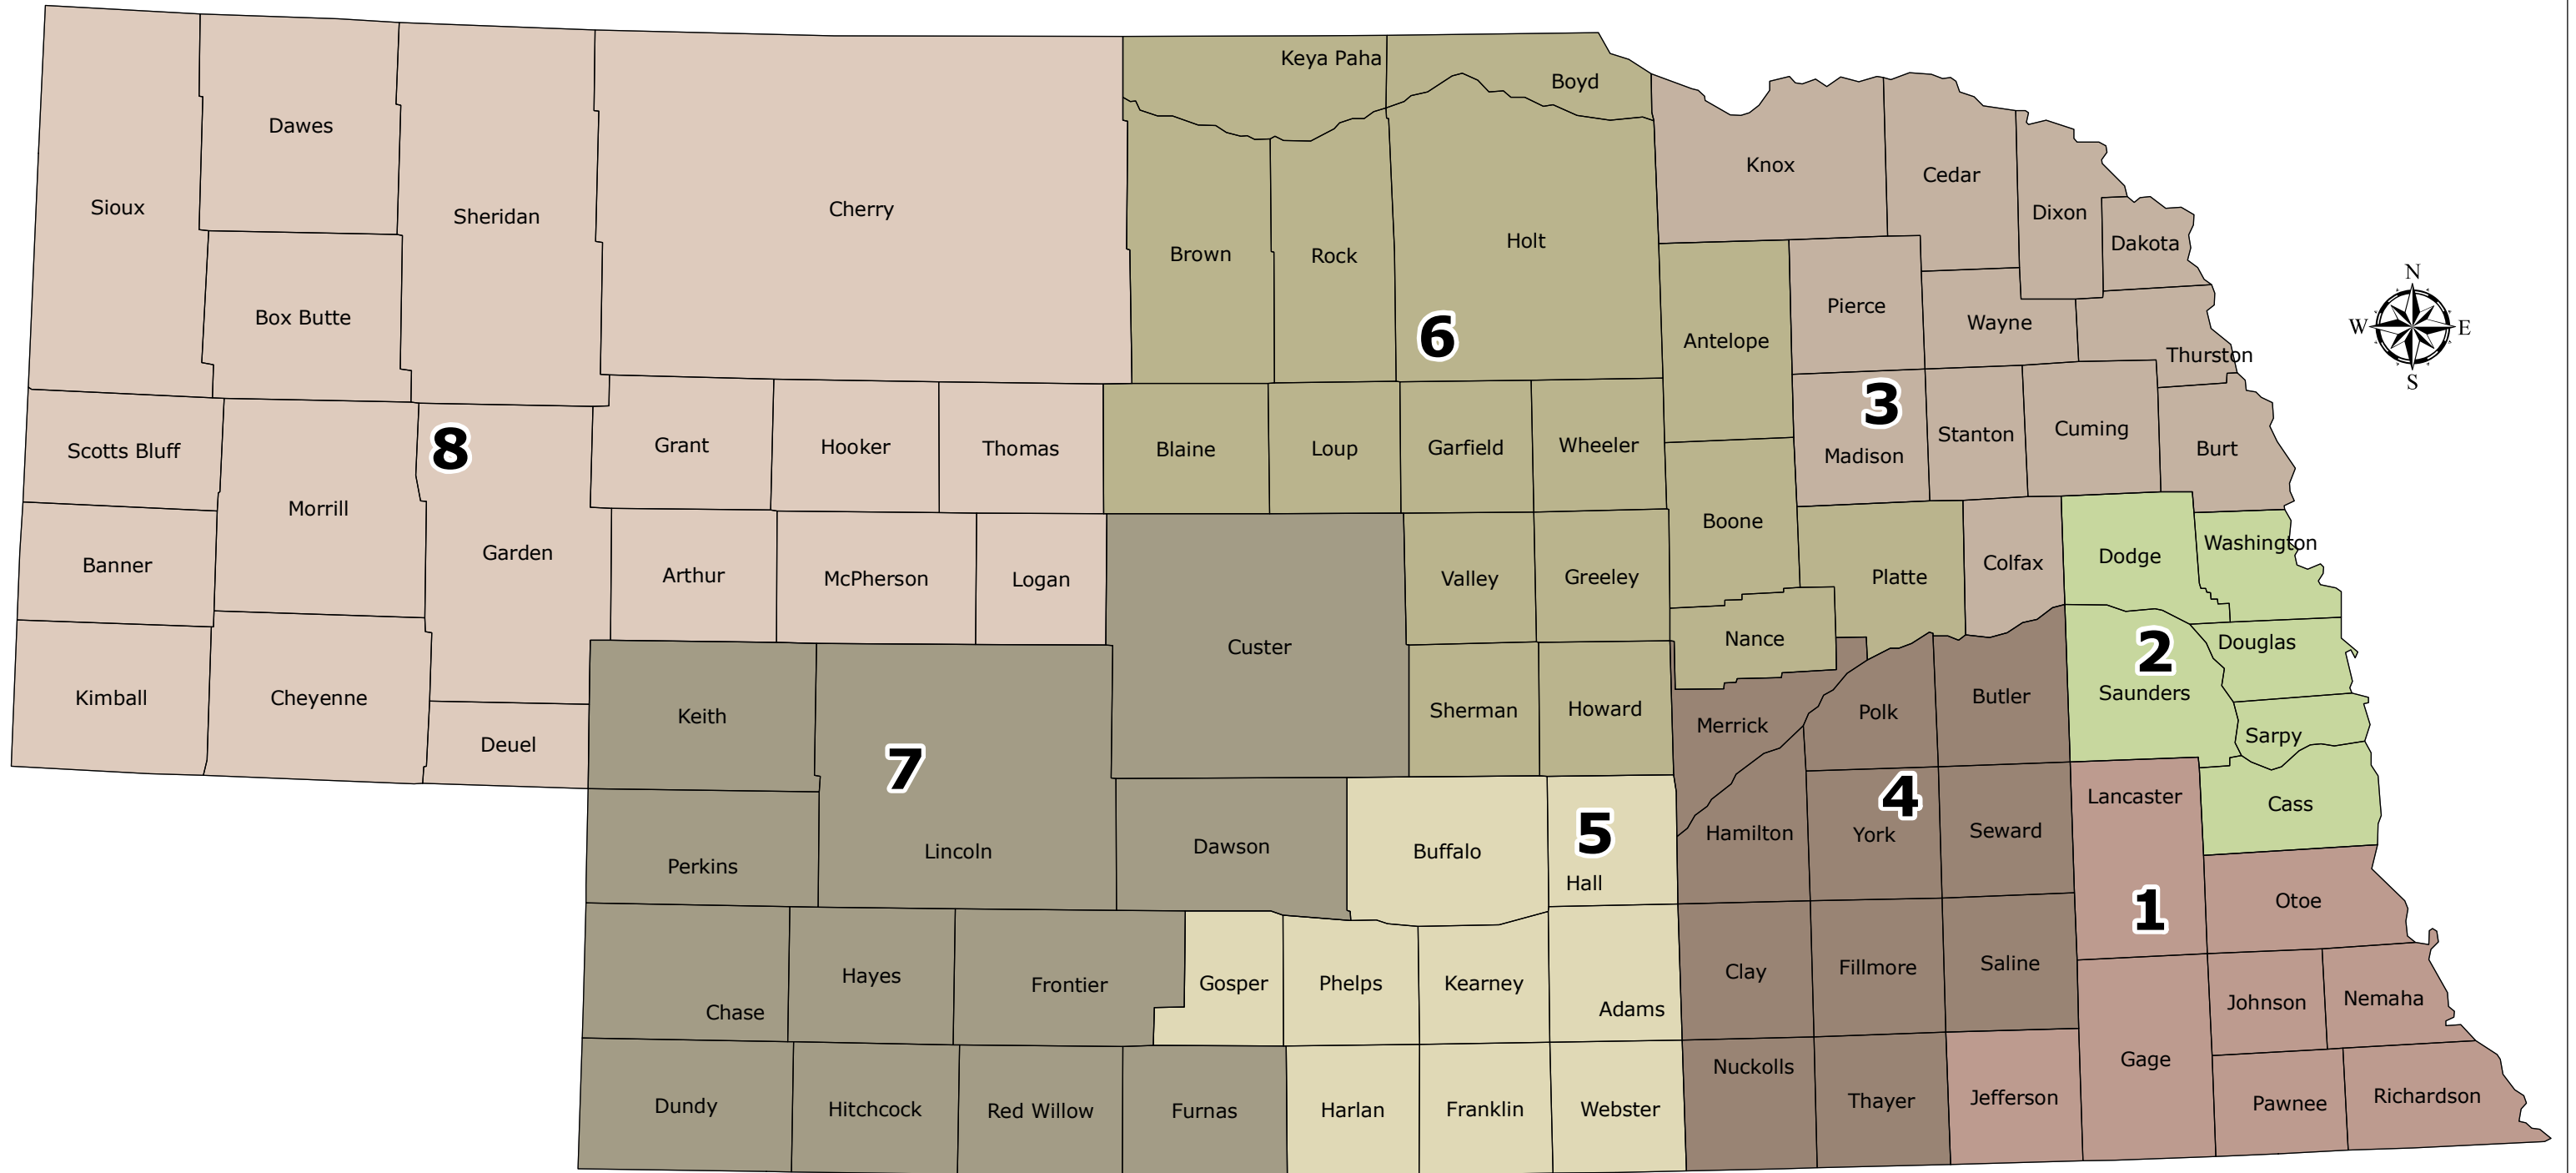 Keya Paha
Boyd
Dawes
Knox
Cedar
Sioux
Sheridan
Cherry
Dixon
Dakota
Holt
Brown
Rock
N
W
E
S
Box Butte
Pierce
Wayne
6
Antelope
Thurston
3
Scotts Bluff
8
Grant
Hooker
Thomas
Blaine
Loup
Garfield
Wheeler
Madison
Stanton
Cuming
Burt
Morrill
Boone
Washington
Garden
Banner
Arthur
McPherson
Logan
Valley
Greeley
Platte
Colfax
Dodge
Custer
Nance
2
Douglas
Kimball
Cheyenne
Keith
Sherman
Howard
Merrick
Polk
Butler
Saunders
Deuel
7
Sarpy
4
Lancaster
Cass
Perkins
Lincoln
Dawson
Buffalo
5
Hall
Hamilton
York
Seward
1
Otoe
Chase
Hayes
Frontier
Gosper
Phelps
Kearney
Adams
Clay
Fillmore
Saline
Johnson
Nemaha
Dundy
Hitchcock
Red Willow
Furnas
Harlan
Franklin
Webster
Nuckolls
Thayer
Jefferson
Gage
Pawnee
Richardson